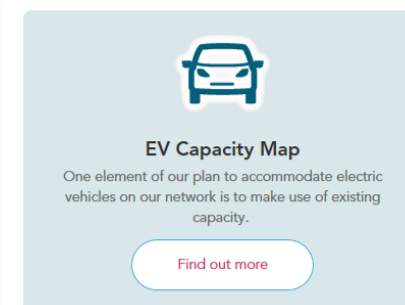 EV Capacity Map
One element of our plan to accommodate electric
vehicles on our network is to make use of existing
capacity.
Find out more